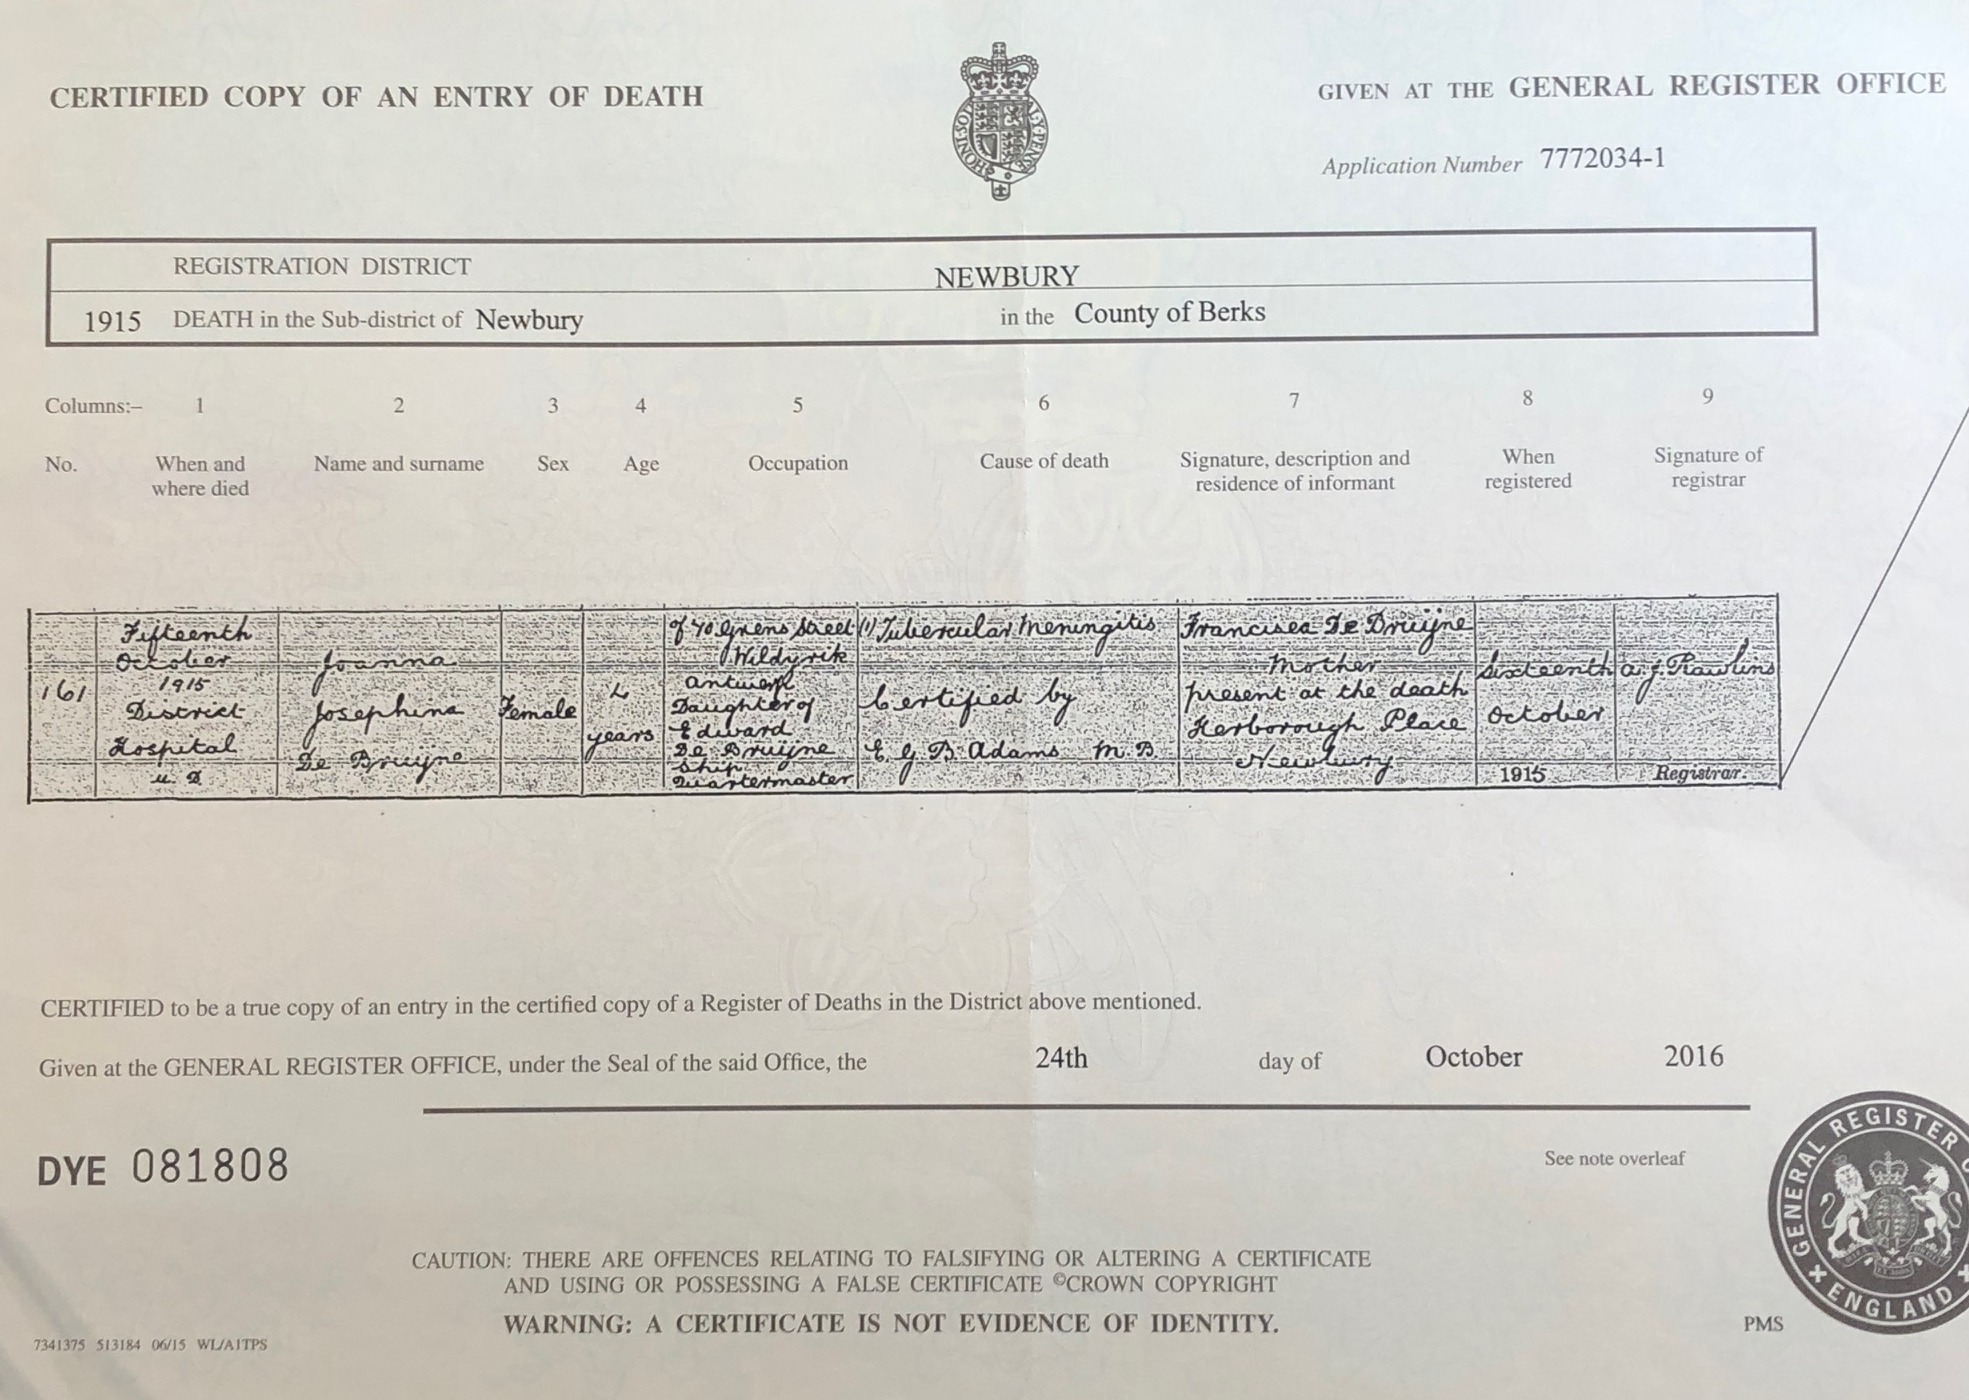 CERTIFIED COPY OF AN ENTRY OF DEATH
GIVEN AT THE GENERAL REGISTER OFFICE
Application Number 7772034-1
REGISTRATION DISTRICT NEWBURY
1915 DEATH in the Sub-district of Newbury in the County of Berks
Columns:– 1 2 3 4 5 6 7 8 9
No.
When and
where died
Name and surname
Sex
Age
Occupation
Cause of death
Signature, description and
residence of informant
When
registered
Signature of
registrar
161
Fifteenth
October
1915
District
Hospital
Joanna
Josephina
De Bruijne
Female
4
years
of 70 Street
Wildyrik
Antwerp
Daughter of
Edward
De Bruijne
Ship
Quartermaster
(1) Tubercular Meningitis
Certified by
E. G. B. Adams M.B.
Francisca De Bruijne
Mother
present at the death
Herborough Place
Newbury
Sixteenth
October
1915
A. J. Rawlins
Registrar.
CERTIFIED to be a true copy of an entry in the certified copy of a Register of Deaths in the District above mentioned.
Given at the GENERAL REGISTER OFFICE, under the Seal of the said Office, the 24th day of October 2016
DYE 081808
See note overleaf
GENERAL REGISTER
ENGLAND
CAUTION: THERE ARE OFFENCES RELATING TO FALSIFYING OR ALTERING A CERTIFICATE
AND USING OR POSSESSING A FALSE CERTIFICATE ©CROWN COPYRIGHT
WARNING: A CERTIFICATE IS NOT EVIDENCE OF IDENTITY.
PMS
7341375 513184 06/15 WL/A1TPS